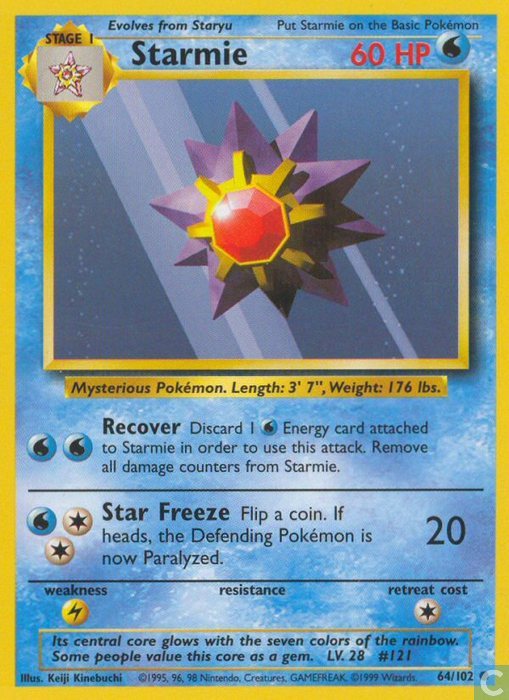 Evolves from Staryu
Put Starmie on the Basic Pokémon
STAGE 1
Starmie
60 HP
Mysterious Pokémon. Length: 3' 7", Weight: 176 lbs.
Recover Discard 1 Energy card attached
to Starmie in order to use this attack. Remove
all damage counters from Starmie.
Star Freeze Flip a coin. If
heads, the Defending Pokémon is
now Paralyzed.
20
weakness
resistance
retreat cost
Its central core glows with the seven colors of the rainbow.
Some people value this core as a gem. LV. 28 #121
Illus. Keiji Kinebuchi
©1995, 96, 98 Nintendo, Creatures, GAMEFREAK. ©1999 Wizards.
64/102
C